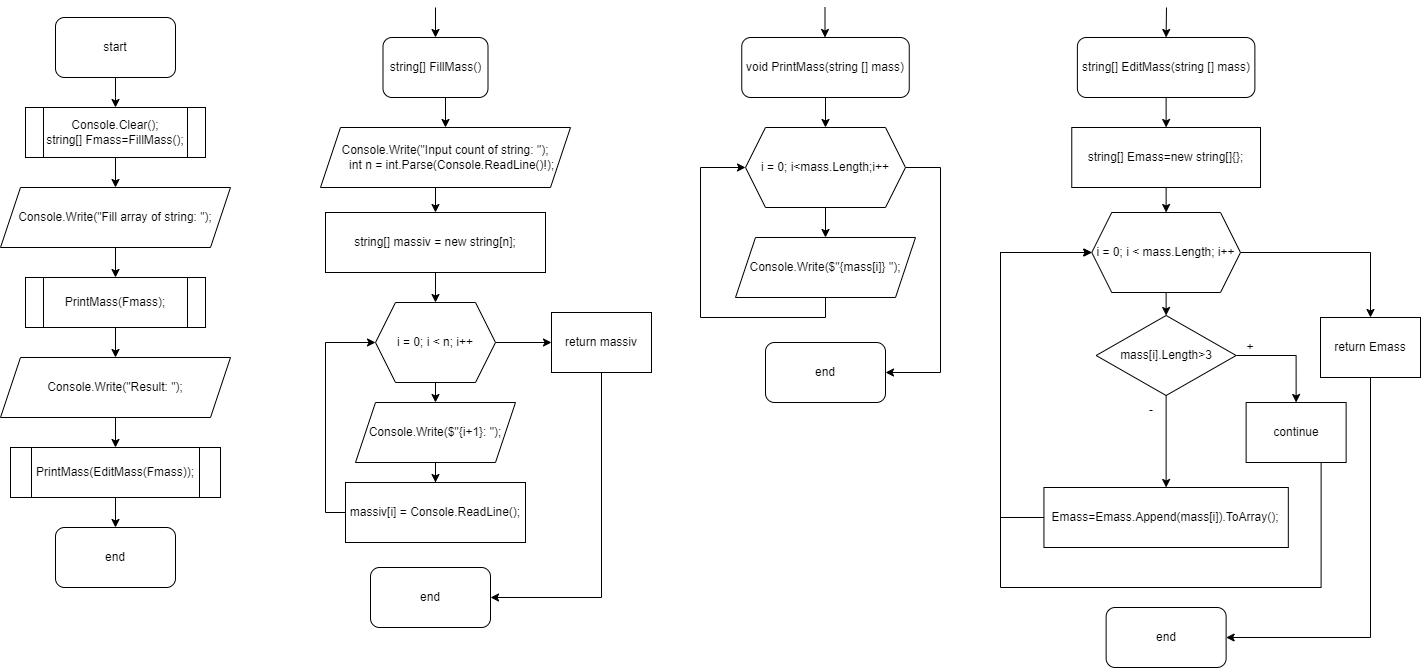 start
Console.Clear();
string[] Fmass=FillMass();
Console.Write("Fill array of string: ");
PrintMass(Fmass);
Console.Write("Result: ");
PrintMass(EditMass(Fmass));
end
string[] FillMass()
Console.Write("Input count of string: ");
int n = int.Parse(Console.ReadLine()!);
string[] massiv = new string[n];
i = 0; i < n; i++
return massiv
Console.Write($"{i+1}: ");
massiv[i] = Console.ReadLine();
end
void PrintMass(string [] mass)
i = 0; i<mass.Length;i++
Console.Write($"{mass[i]} ");
end
string[] EditMass(string [] mass)
string[] Emass=new string[]{};
i = 0; i < mass.Length; i++
mass[i].Length>3
+
-
return Emass
continue
Emass=Emass.Append(mass[i]).ToArray();
end